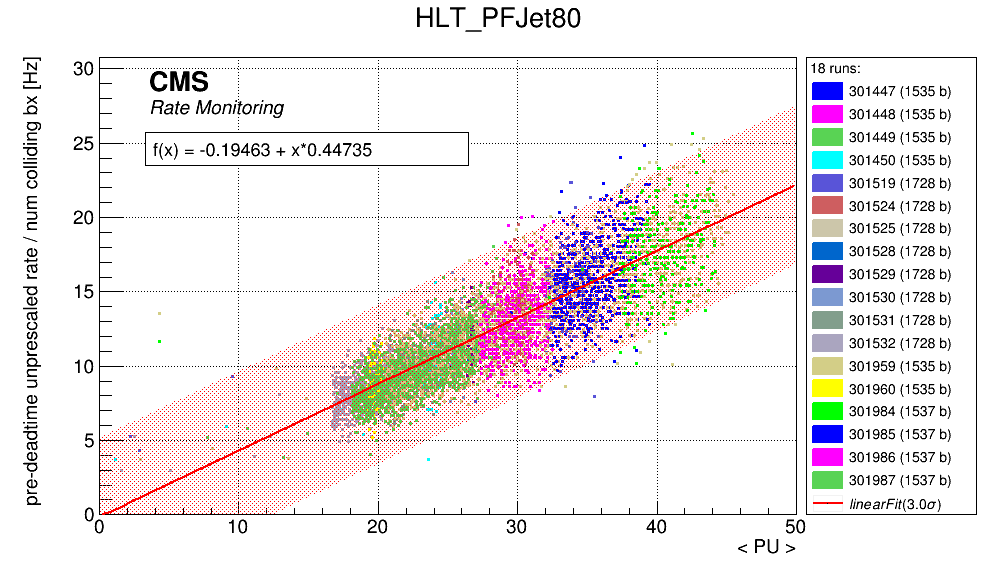 HLT_PFJet80
pre-deadtime unprescaled rate / num colliding bx [Hz]
30
25
20
15
10
5
0
CMS
Rate Monitoring
f(x) = -0.19463 + x*0.44735
0 10 20 30 40 50
< PU >
18 runs:
301447 (1535 b)
301448 (1535 b)
301449 (1535 b)
301450 (1535 b)
301519 (1728 b)
301524 (1728 b)
301525 (1728 b)
301528 (1728 b)
301529 (1728 b)
301530 (1728 b)
301531 (1728 b)
301532 (1728 b)
301959 (1535 b)
301960 (1535 b)
301984 (1537 b)
301985 (1537 b)
301986 (1537 b)
301987 (1537 b)
linearFit(3.0σ)